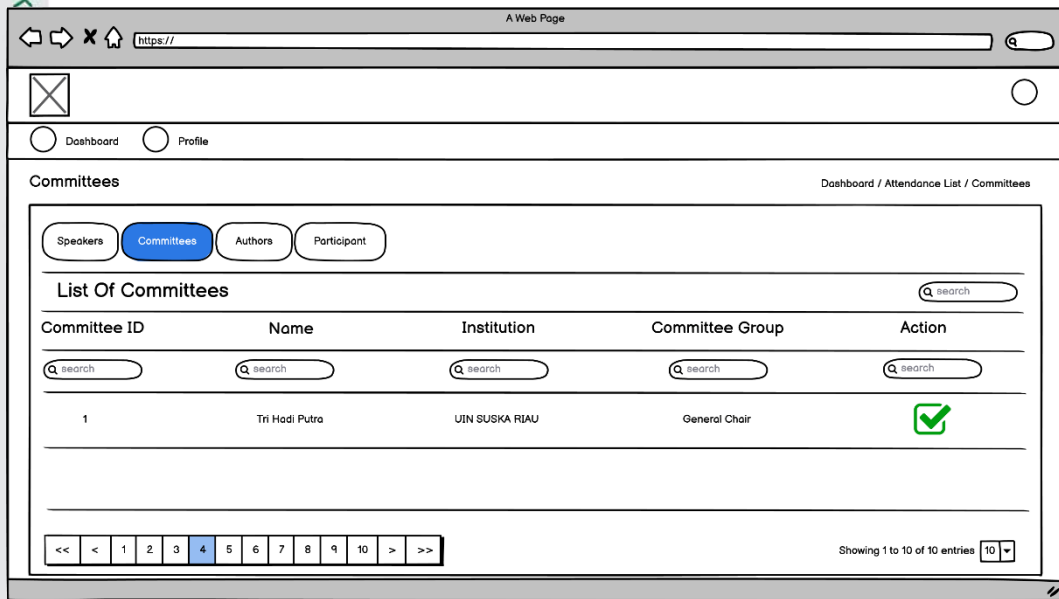 A Web Page
https://
Dashboard Profile
Committees Dashboard / Attendance List / Committees
Speakers Committees Authors Participant
List Of Committees search
Committee ID Name Institution Committee Group Action
search search search search search
1 Tri Hadi Putra UIN SUSKA RIAU General Chair
<< < 1 2 3 4 5 6 7 8 9 10 > >> Showing 1 to 10 of 10 entries 10